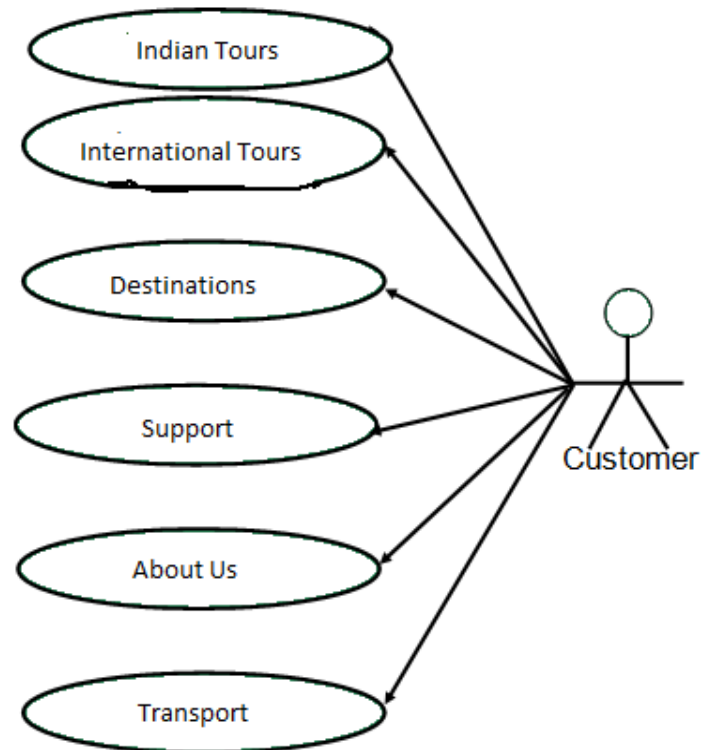 Indian Tours
International Tours
Destinations
Support
Customer
About Us
Transport